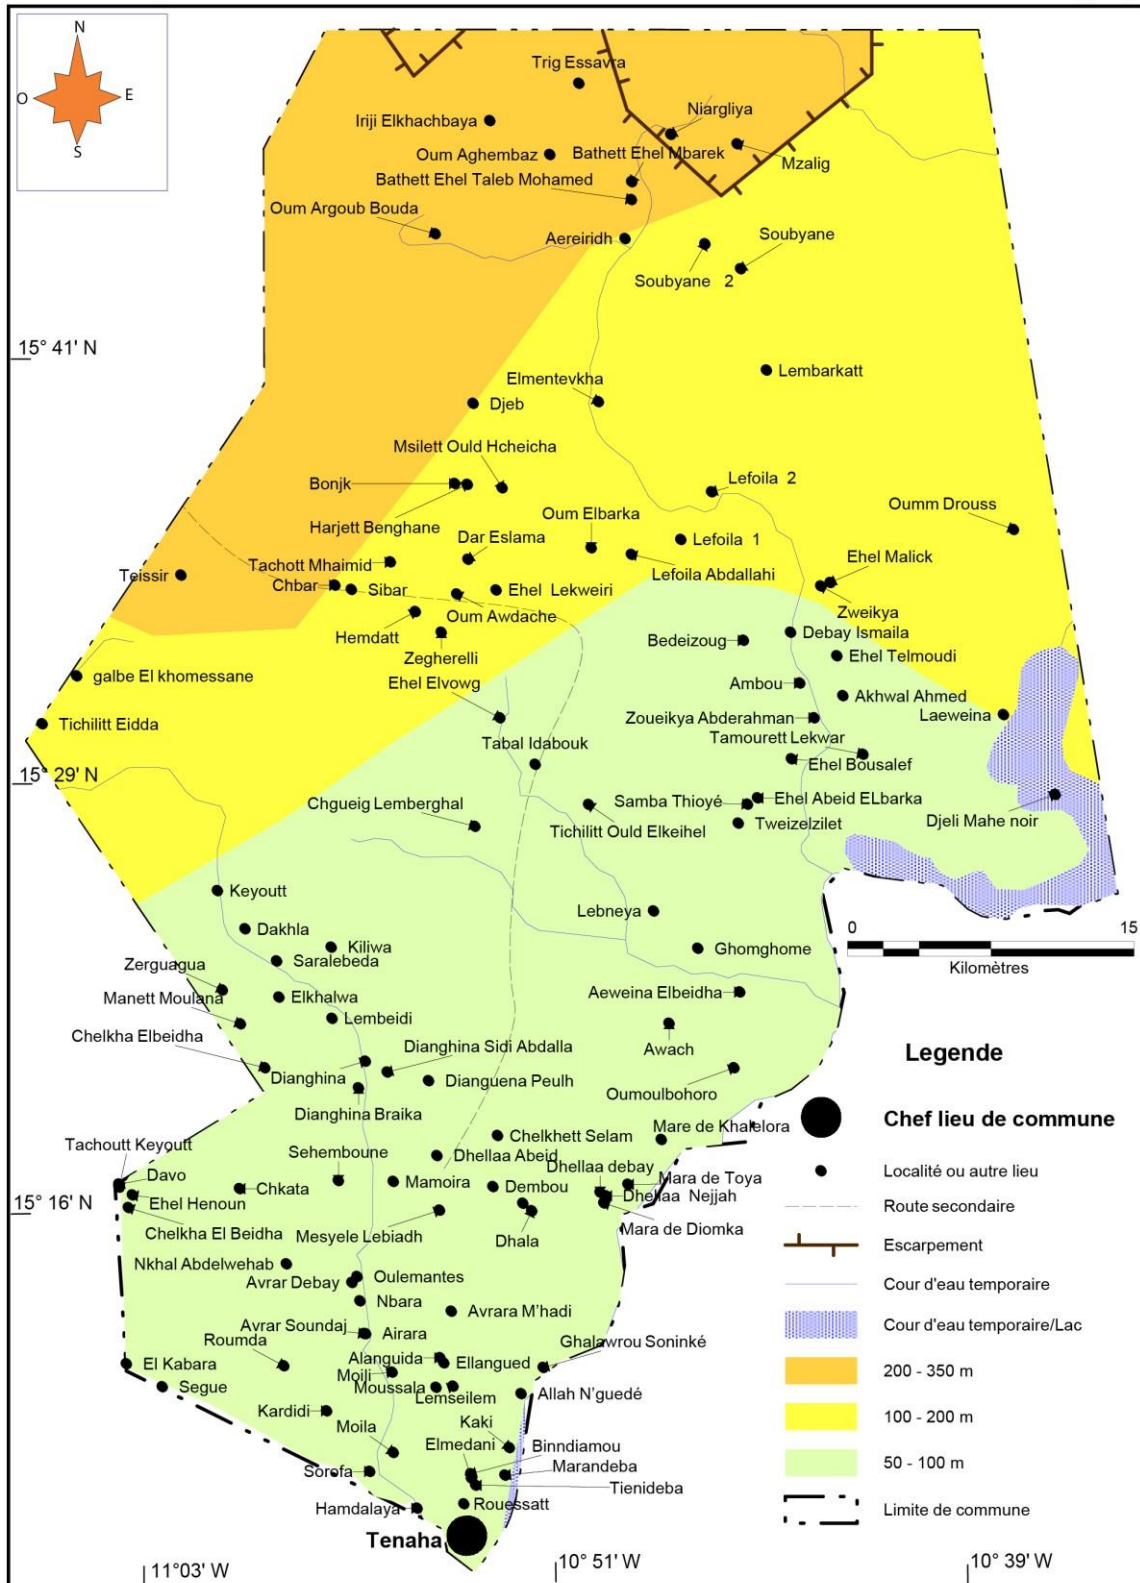 N
O
E
S
Trig Essavra
Iriji Elkhachbaya
Niargliya
Oum Aghembaz
Bathett Ehel Mbarek
Mzalig
Bathett Ehel Taleb Mohamed
Oum Argoub Bouda
Aereiridh
Soubyane
Soubyane 2
15° 41' N
Lembarkatt
Elmentevkha
Djeb
Msilett Ould Hcheicha
Bonjk
Lefoila 2
Harjett Benghane
Oum Elbarka
Oumm Drouss
Dar Eslama
Lefoila 1
Ehel Malick
Tachott Mhaimid
Teissir
Lefoila Abdallahi
Chbar
Sibar
Ehel Lekweiri
Zweikya
Oum Awdache
Hemdatt
Debay Ismaila
Bedeizoug
Zegherelli
Ehel Telmoudi
galbe El khomessane
Ehel Elvowg
Ambou
Akhwal Ahmed
Laeweina
Tichilitt Eidda
Zoueikya Abderahman
Tamourett Lekwar
Tabal Idabouk
Ehel Bousalef
15° 29' N
Chgueig Lemberghal
Samba Thioyé
Ehel Abeid ELbarka
Tichilitt Ould Elkeihel
Tweizelzilet
Djeli Mahe noir
Keyoutt
Lebneya
0
15
Kilomètres
Dakhla
Kiliwa
Ghomghome
Saralebeda
Zerguagua
Manett Moulana
Elkhalwa
Aeweina Elbeidha
Lembeidi
Chelkha Elbeidha
Dianghina Sidi Abdalla
Awach
Legende
Dianghina
Dianguena Peulh
Oumoulbohoro
Dianghina Braika
Chef lieu de commune
Mare de Khalelora
Chelkhett Selam
Tachoutt Keyoutt
Sehemboune
Dhellaa Abeid
Dhellaa debay
Localité ou autre lieu
Davo
Mara de Toya
Chkata
Mamoira
Dembou
Dhellaa Nejjah
Ehel Henoun
15° 16' N
Route secondaire
Chelkha El Beidha
Mesyele Lebiadh
Dhala
Mara de Diomka
Escarpement
Nkhal Abdelwehab
Oulemantes
Avrar Debay
Cour d'eau temporaire
Nbara
Avrara M'hadi
Cour d'eau temporaire/Lac
Avrar Soundaj
Airara
Roumda
Ghalawrou Soninké
Alanguida
El Kabara
Ellangued
200 - 350 m
Moili
Segue
Moussala
Lemseilem
Allah N'guedé
Kardidi
Kaki
100 - 200 m
Moila
Elmedani
Binndiamou
50 - 100 m
Sorofa
Marandeba
Tienideba
Hamdalaya
Rouessatt
Limite de commune
Tenaha
11°03' W
10°51' W
10°39' W